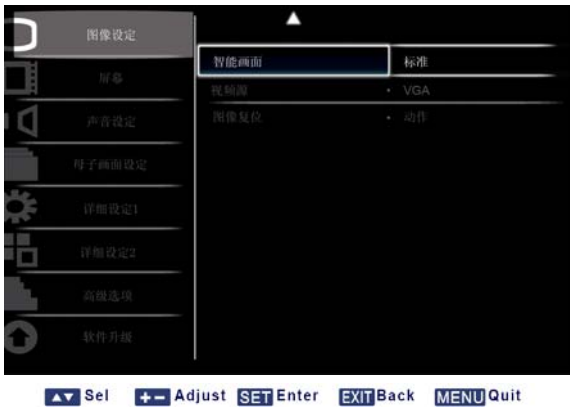 图像设定
屏幕
声音设定
母子画面设定
详细设定1
详细设定2
高级选项
软件升级
智能画面 标准
视频源 • VGA
图像复位 • 动作
▲▼ Sel +− Adjust SET Enter EXIT Back MENU Quit